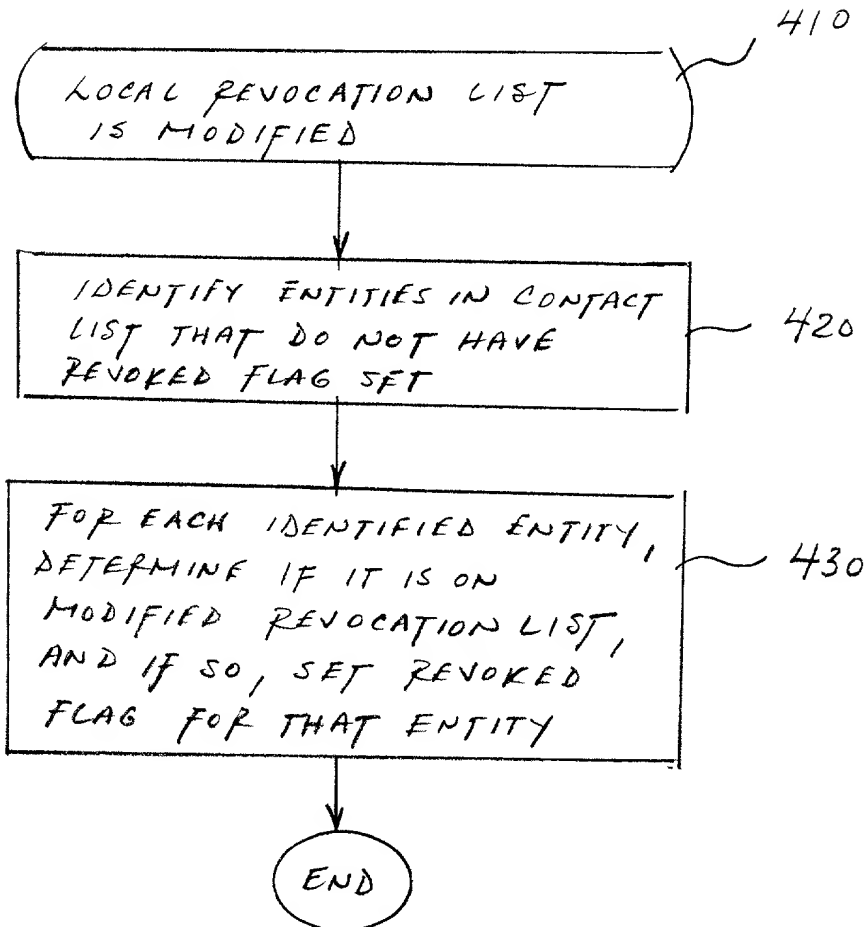 410
LOCAL REVOCATION LIST
IS MODIFIED
IDENTIFY ENTITIES IN CONTACT
LIST THAT DO NOT HAVE
REVOKED FLAG SET
420
FOR EACH IDENTIFIED ENTITY,
DETERMINE IF IT IS ON
MODIFIED REVOCATION LIST,
AND IF SO, SET REVOKED
FLAG FOR THAT ENTITY
430
END